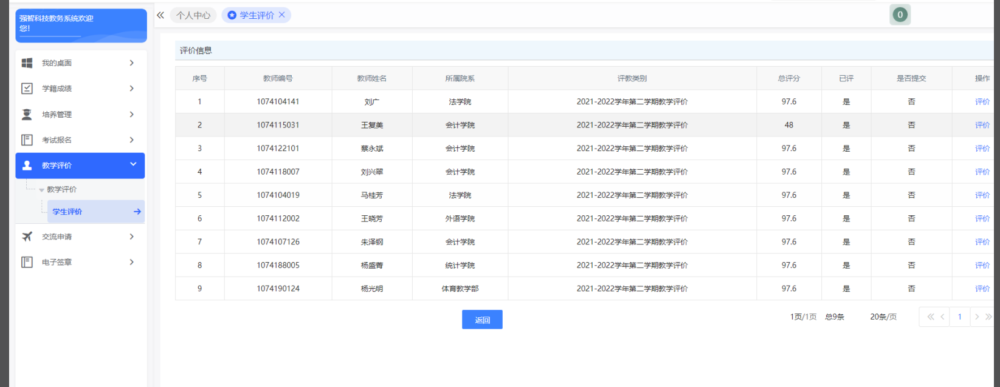 强智科技教务系统欢迎
您!
个人中心
学生评价
0
我的桌面
学籍成绩
培养管理
考试报名
教学评价
教学评价
学生评价
交流申请
电子签章
评价信息
序号 教师编号 教师姓名 所属院系 评教类别 总评分 已评 是否提交 操作
1 1074104141 刘广 法学院 2021-2022学年第二学期教学评价 97.6 是 否 评价
2 1074115031 王复美 会计学院 2021-2022学年第二学期教学评价 48 是 否 评价
3 1074122101 蔡永斌 会计学院 2021-2022学年第二学期教学评价 97.6 是 否 评价
4 1074118007 刘兴翠 会计学院 2021-2022学年第二学期教学评价 97.6 是 否 评价
5 1074104019 马桂芳 法学院 2021-2022学年第二学期教学评价 97.6 是 否 评价
6 1074112002 王晓芳 外语学院 2021-2022学年第二学期教学评价 97.6 是 否 评价
7 1074107126 朱泽钢 会计学院 2021-2022学年第二学期教学评价 97.6 是 否 评价
8 1074188005 杨盛菁 统计学院 2021-2022学年第二学期教学评价 97.6 是 否 评价
9 1074190124 杨光明 体育教学部 2021-2022学年第二学期教学评价 97.6 是 否 评价
返回
1页/1页 总9条 20条/页 1